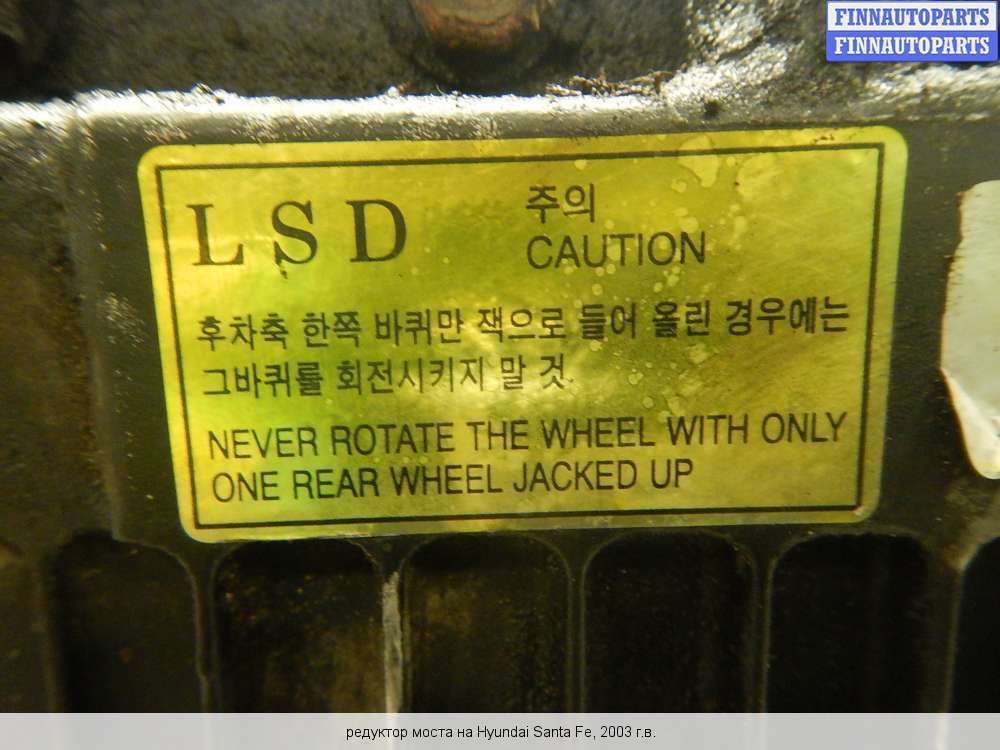 FINNAUTOPARTS
FINNAUTOPARTS
LSD
주의
CAUTION
후차축 한쪽 바퀴만 잭으로 들어 올린 경우에는
그바퀴를 회전시키지 말 것.
NEVER ROTATE THE WHEEL WITH ONLY
ONE REAR WHEEL JACKED UP
редуктор моста на Hyundai Santa Fe, 2003 г.в.